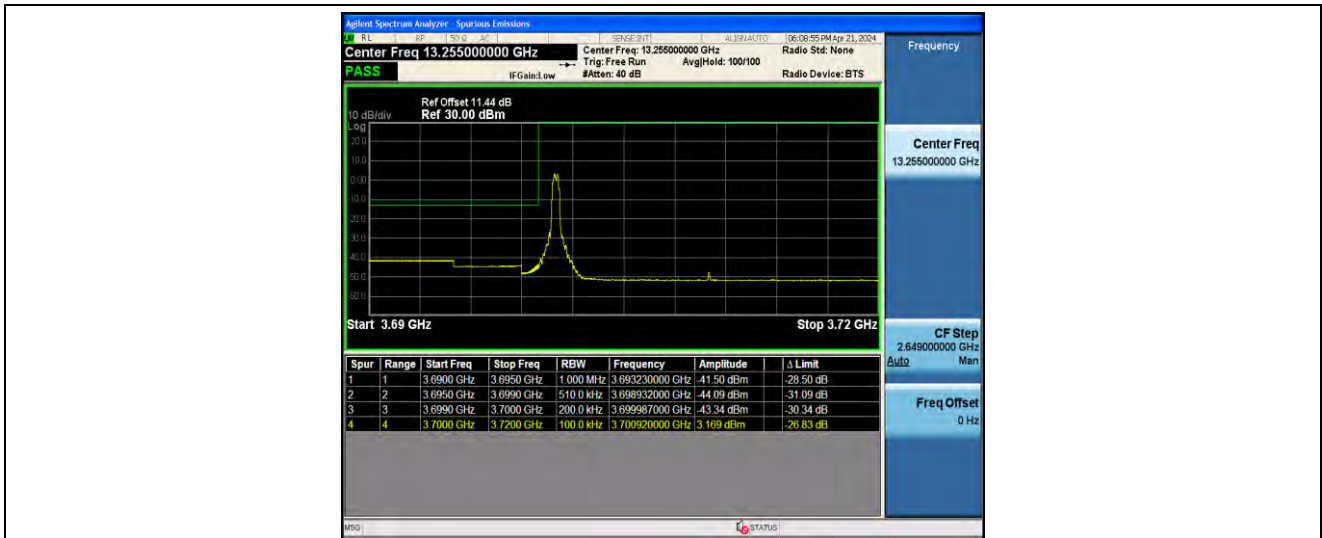 Agilent Spectrum Analyzer - Spurious Emissions
RL RF 50 Ω AC SENSE:INT ALIGN AUTO 06:08:55 PM Apr 21, 2024
Center Freq 13.255000000 GHz
Center Freq: 13.255000000 GHz
Radio Std: None
Trig: Free Run Avg|Hold: 100/100
PASS
IFGain:Low
#Atten: 40 dB
Radio Device: BTS
Ref Offset 11.44 dB
10 dB/div Ref 30.00 dBm
Log
20.0
10.0
0.00
-10.0
-20.0
-30.0
-40.0
-50.0
-60.0
Start 3.69 GHz Stop 3.72 GHz
Spur Range Start Freq Stop Freq RBW Frequency Amplitude Δ Limit
1 1 3.6900 GHz 3.6950 GHz 1.000 MHz 3.693230000 GHz -41.50 dBm -28.50 dB
2 2 3.6950 GHz 3.6990 GHz 510.0 kHz 3.698932000 GHz -44.09 dBm -31.09 dB
3 3 3.6990 GHz 3.7000 GHz 200.0 kHz 3.699987000 GHz -43.34 dBm -30.34 dB
4 4 3.7000 GHz 3.7200 GHz 100.0 kHz 3.700920000 GHz 3.169 dBm -26.83 dB
MSG STATUS
Frequency
Center Freq
13.255000000 GHz
CF Step
2.649000000 GHz
Auto Man
Freq Offset
0 Hz